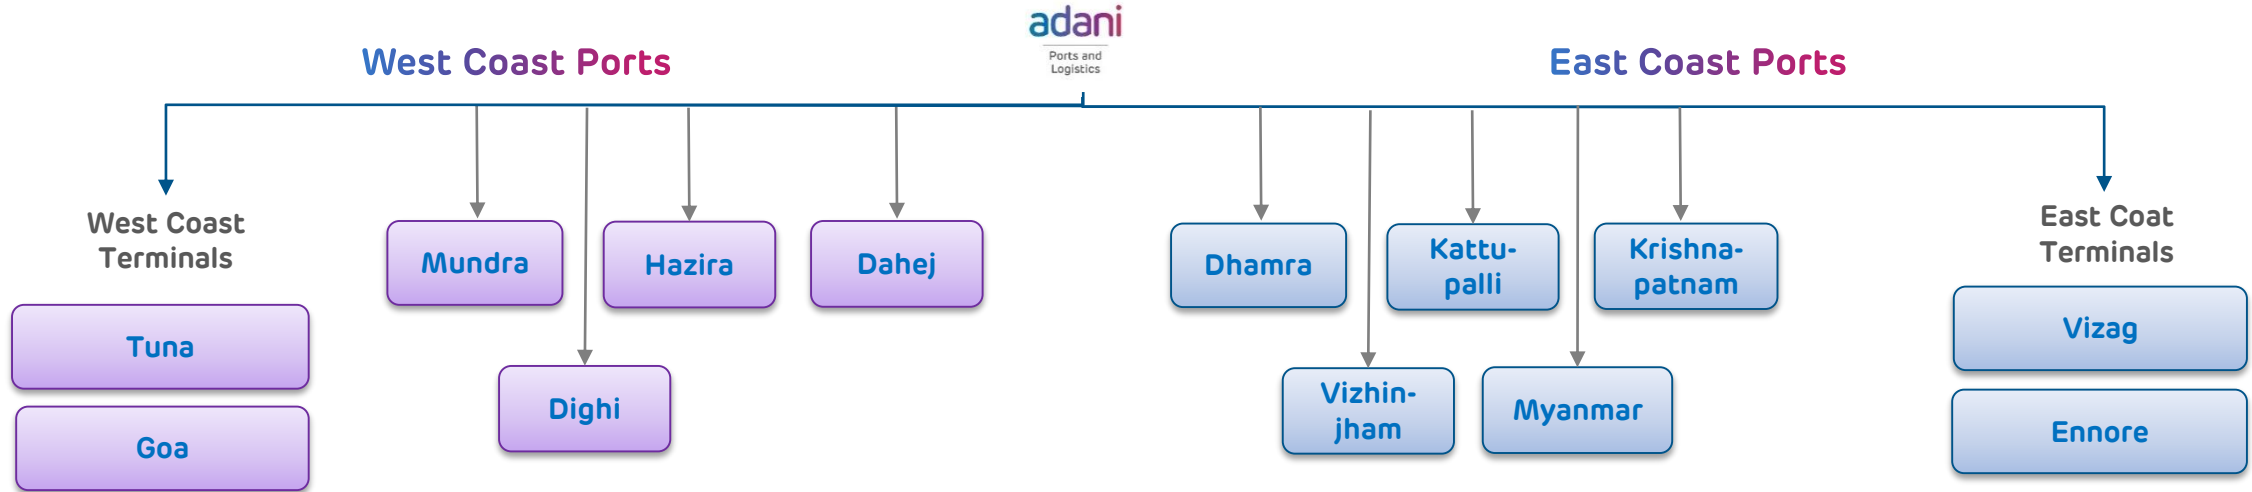 adani
Ports and
Logistics
West Coast Ports
East Coast Ports
West Coast
Terminals
Tuna
Goa
Mundra
Dighi
Hazira
Dahej
Dhamra
Vizhin-
jham
Kattu-
palli
Myanmar
Krishna-
patnam
East Coat
Terminals
Vizag
Ennore